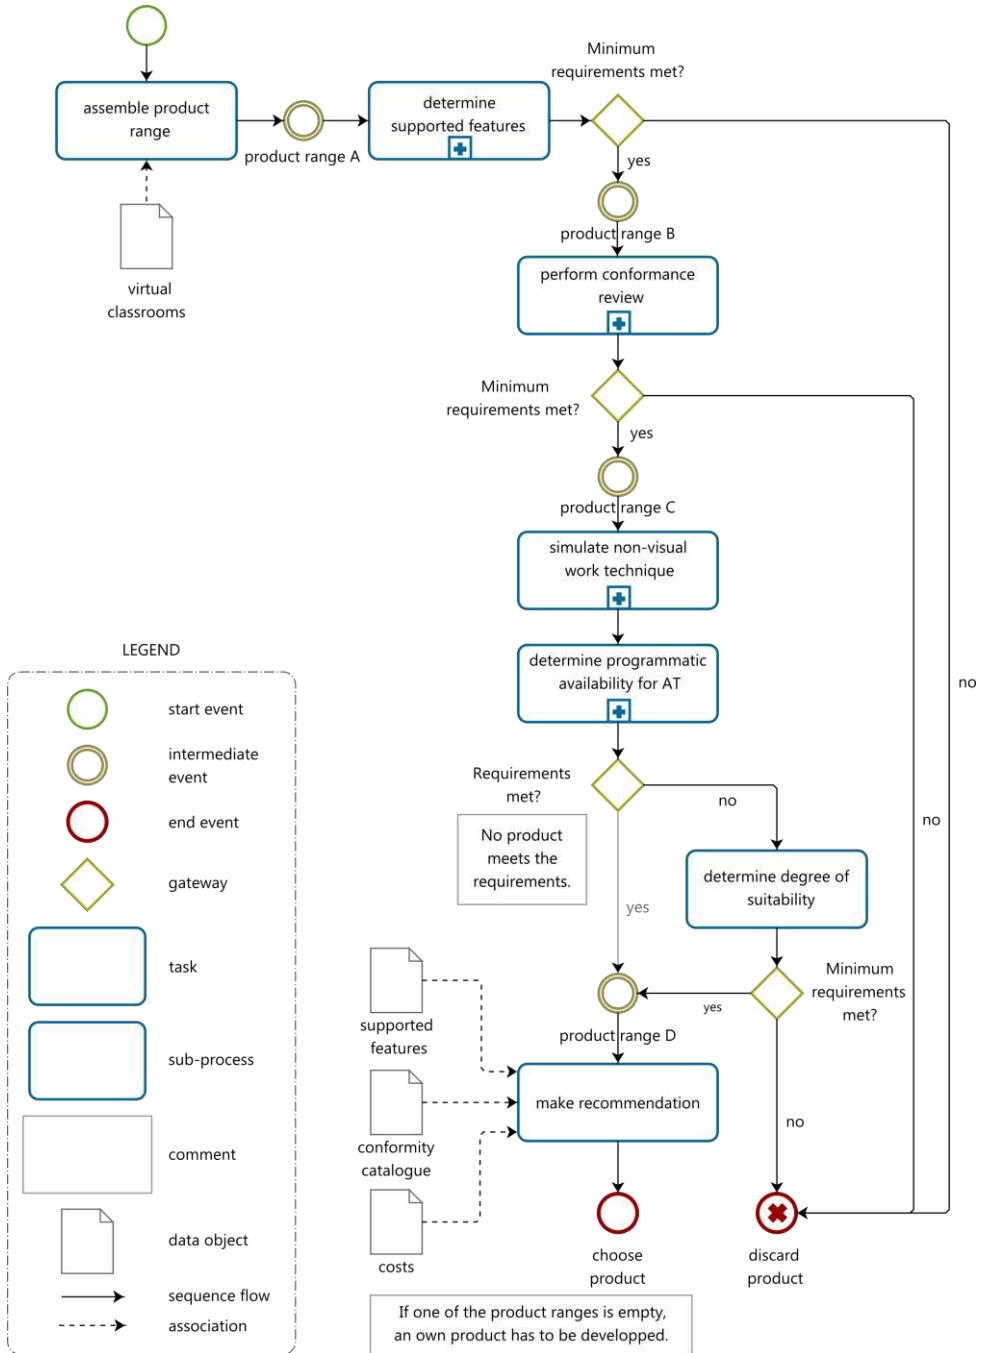 Minimum
requirements met?
assemble product
range
product range A
determine
supported features
yes
virtual
classrooms
product range B
perform conformance
review
Minimum
requirements met?
yes
product range C
simulate non-visual
work technique
determine programmatic
availability for AT
no
no
Requirements
met?
no
No product
meets the
requirements.
yes
determine degree of
suitability
Minimum
requirements
met?
yes
product range D
supported
features
make recommendation
conformity
catalogue
costs
no
choose
product
discard
product
If one of the product ranges is empty,
an own product has to be developped.
LEGEND
start event
intermediate
event
end event
gateway
task
sub-process
comment
data object
sequence flow
association